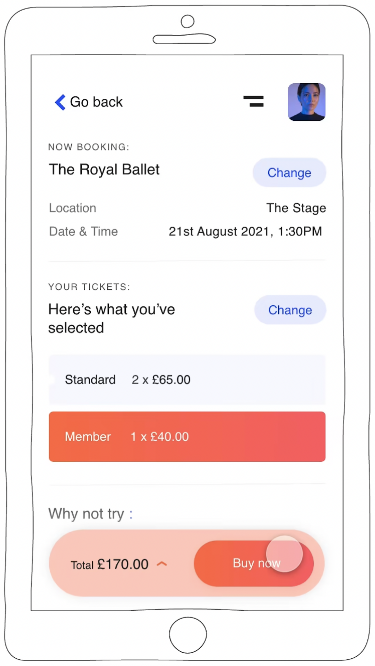 Go back
NOW BOOKING:
The Royal Ballet
Change
Location
The Stage
Date & Time
21st August 2021, 1:30PM
YOUR TICKETS:
Here's what you've
selected
Change
Standard 2 x £65.00
Member 1 x £40.00
Why not try :
Total £170.00
Buy now